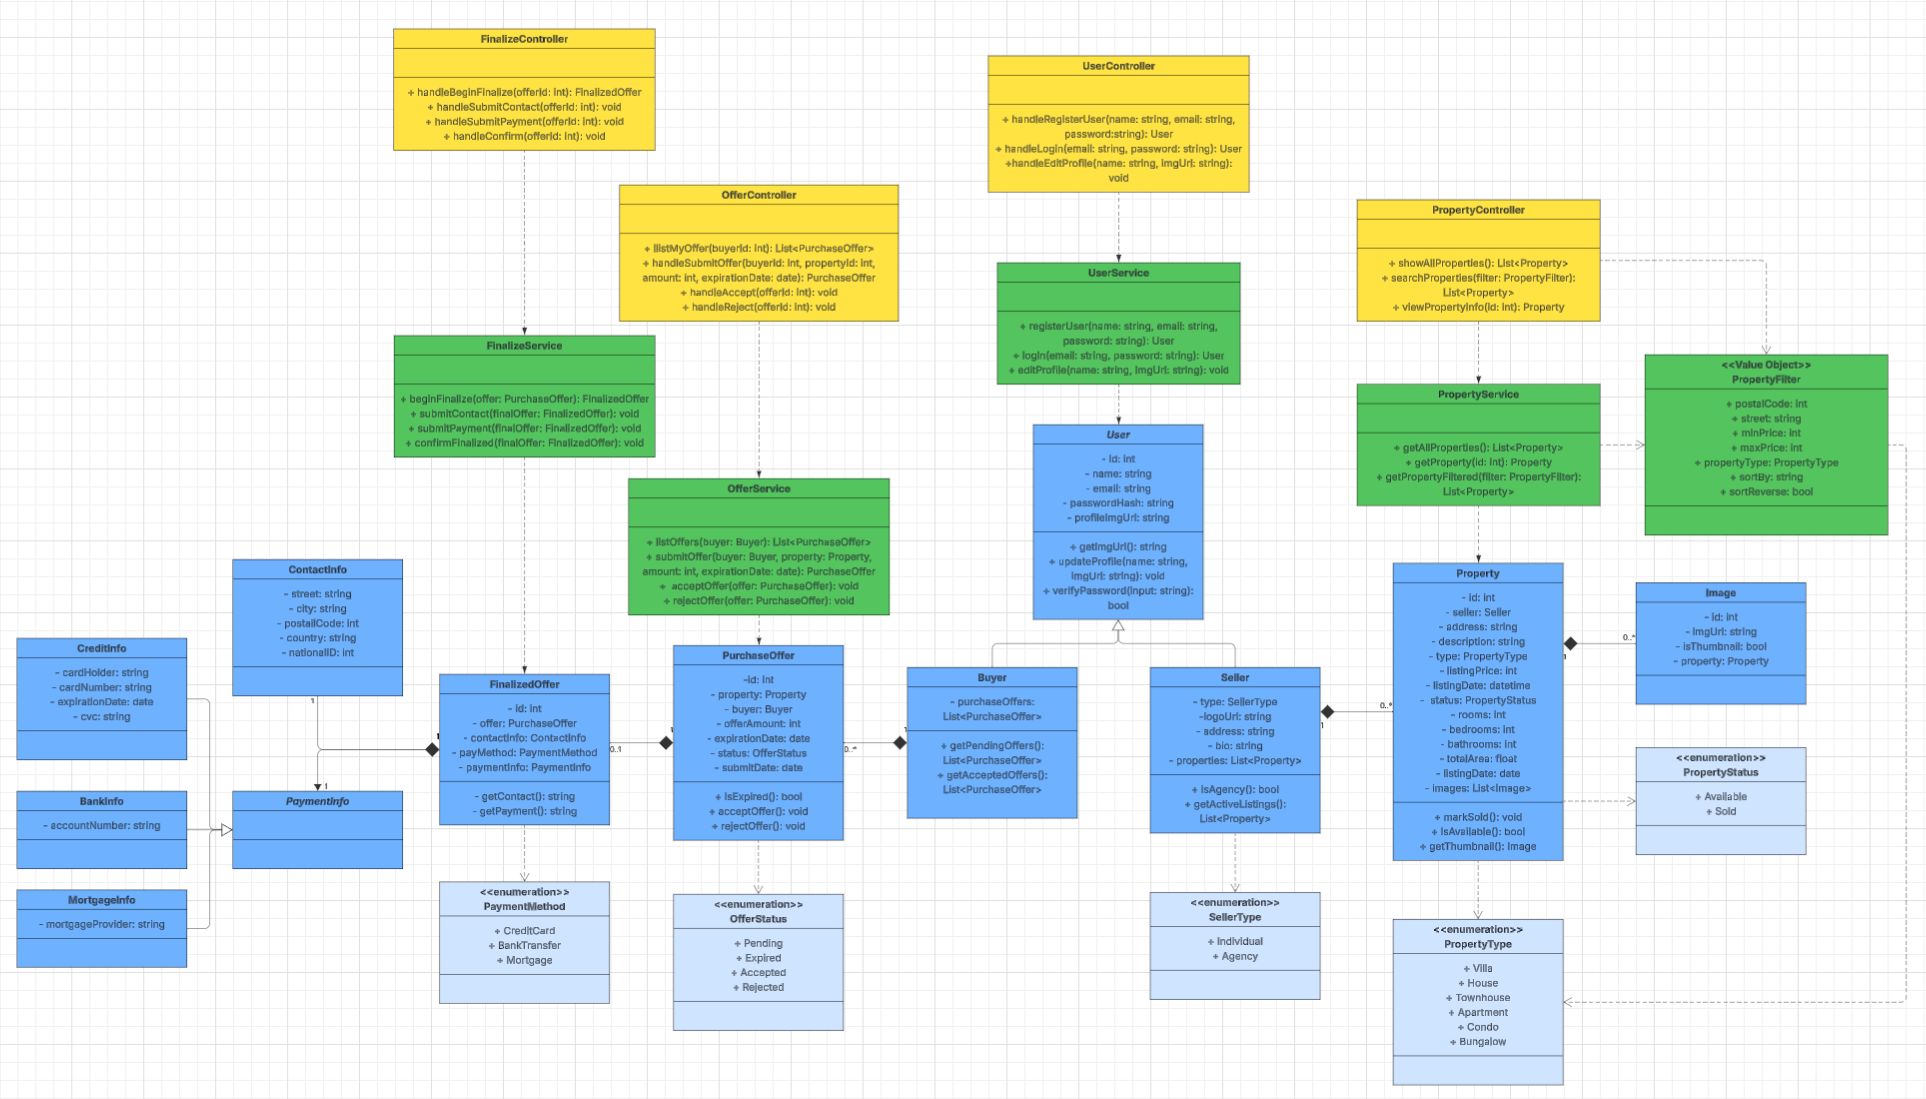 FinalizeController
+ handleBeginFinalize(offerId: int): FinalizedOffer
+ handleSubmitContact(offerId: int): void
+ handleSubmitPayment(offerId: int): void
+ handleConfirm(offerId: int): void
UserController
+ handleRegisterUser(name: string, email: string,
password:string): User
+ handleLogin(email: string, password: string): User
+handleEditProfile(name: string, imgUrl: string):
void
OfferController
+ listMyOffer(buyerId: int): List<PurchaseOffer>
+ handleSubmitOffer(buyerId: int, propertyId: int,
amount: int, expirationDate: date): PurchaseOffer
+ handleAccept(offerId: int): void
+ handleReject(offerId: int): void
PropertyController
+ showAllProperties(): List<Property>
+ searchProperties(filter: PropertyFilter):
List<Property>
+ viewPropertyInfo(id: int): Property
UserService
+ registerUser(name: string, email: string,
password: string): User
+ login(email: string, password: string): User
+ editProfile(name: string, imgUrl: string): void
FinalizeService
+ beginFinalize(offer: PurchaseOffer): FinalizedOffer
+ submitContact(finalOffer: FinalizedOffer): void
+ submitPayment(finalOffer: FinalizedOffer): void
+ confirmFinalized(finalOffer: FinalizedOffer): void
<<Value Object>>
PropertyFilter
+ postalCode: int
+ street: string
+ minPrice: int
+ maxPrice: int
+ propertyType: PropertyType
+ sortBy: string
+ sortReverse: bool
PropertyService
+ getAllProperties(): List<Property>
+ getProperty(id: int): Property
+ getPropertyFiltered(filter: PropertyFilter):
List<Property>
User
- id: int
- name: string
- email: string
- passwordHash: string
- profileImgUrl: string
+ getImgUrl(): string
+ updateProfile(name: string,
imgUrl: string): void
+ verifyPassword(input: string):
bool
OfferService
+ listOffers(buyer: Buyer): List<PurchaseOffer>
+ submitOffer(buyer: Buyer, property: Property,
amount: int, expirationDate: date): PurchaseOffer
+ acceptOffer(offer: PurchaseOffer): void
+ rejectOffer(offer: PurchaseOffer): void
ContactInfo
- street: string
- city: string
- postalCode: int
- country: string
- nationalID: int
1
CreditInfo
- cardHolder: string
- cardNumber: string
- expirationDate: date
- cvc: string
BankInfo
- accountNumber: string
MortgageInfo
- mortgageProvider: string
1
PaymentInfo
FinalizedOffer
- id: int
- offer: PurchaseOffer
- contactInfo: ContactInfo
- payMethod: PaymentMethod
- paymentInfo: PaymentInfo
- getContact(): string
- getPayment(): string
1
0..1
1
PurchaseOffer
-id: int
- property: Property
- buyer: Buyer
- offerAmount: int
- expirationDate: date
- status: OfferStatus
- submitDate: date
+ isExpired(): bool
+ acceptOffer(): void
+ rejectOffer(): void
0..*
1
Buyer
- purchaseOffers:
List<PurchaseOffer>
+ getPendingOffers():
List<PurchaseOffer>
+ getAcceptedOffers():
List<PurchaseOffer>
Seller
- type: SellerType
-logoUrl: string
- address: string
- bio: string
- properties: List<Property>
+ isAgency(): bool
+ getActiveListings():
List<Property>
1
0..*
Property
- id: int
- seller: Seller
- address: string
- description: string
- type: PropertyType
- listingPrice: int
- listingDate: datetime
- status: PropertyStatus
- rooms: int
- bedrooms: int
- bathrooms: int
- totalArea: float
- listingDate: date
- images: List<Image>
+ markSold(): void
+ isAvailable(): bool
+ getThumbnail(): Image
1
0..*
Image
- id: int
- imgUrl: string
- isThumbnail: bool
- property: Property
<<enumeration>>
PropertyStatus
+ Available
+ Sold
<<enumeration>>
PaymentMethod
+ CreditCard
+ BankTransfer
+ Mortgage
<<enumeration>>
OfferStatus
+ Pending
+ Expired
+ Accepted
+ Rejected
<<enumeration>>
SellerType
+ Individual
+ Agency
<<enumeration>>
PropertyType
+ Villa
+ House
+ Townhouse
+ Apartment
+ Condo
+ Bungalow